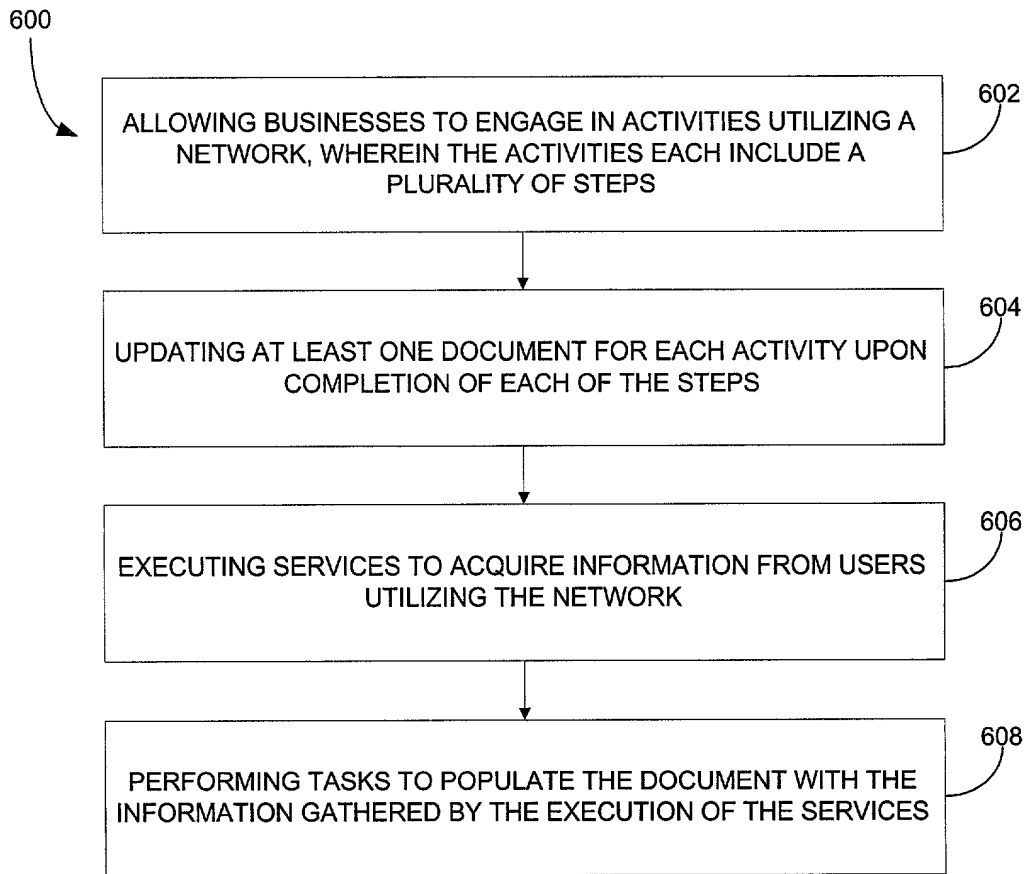 600
602
ALLOWING BUSINESSES TO ENGAGE IN ACTIVITIES UTILIZING A
NETWORK, WHEREIN THE ACTIVITIES EACH INCLUDE A
PLURALITY OF STEPS
604
UPDATING AT LEAST ONE DOCUMENT FOR EACH ACTIVITY UPON
COMPLETION OF EACH OF THE STEPS
606
EXECUTING SERVICES TO ACQUIRE INFORMATION FROM USERS
UTILIZING THE NETWORK
608
PERFORMING TASKS TO POPULATE THE DOCUMENT WITH THE
INFORMATION GATHERED BY THE EXECUTION OF THE SERVICES